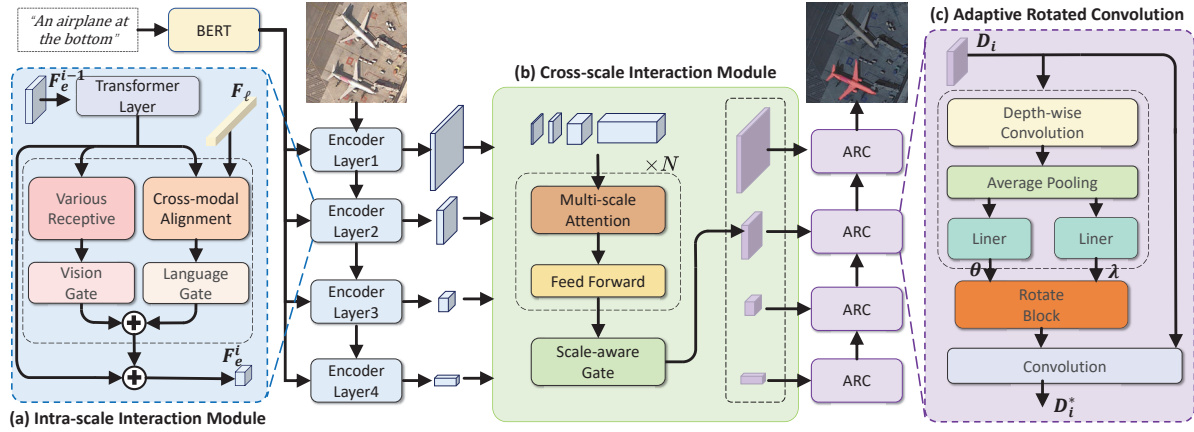 "An airplane at
the bottom"
BERT
F_e^{i-1}
Transformer
Layer
F_ℓ
Various
Receptive
Cross-modal
Alignment
Vision
Gate
Language
Gate
F_e^i
(a) Intra-scale Interaction Module
Encoder
Layer1
Encoder
Layer2
Encoder
Layer3
Encoder
Layer4
(b) Cross-scale Interaction Module
×N
Multi-scale
Attention
Feed Forward
Scale-aware
Gate
ARC
ARC
ARC
ARC
(c) Adaptive Rotated Convolution
D_i
Depth-wise
Convolution
Average Pooling
Liner
Liner
θ
λ
Rotate
Block
Convolution
D_i^*